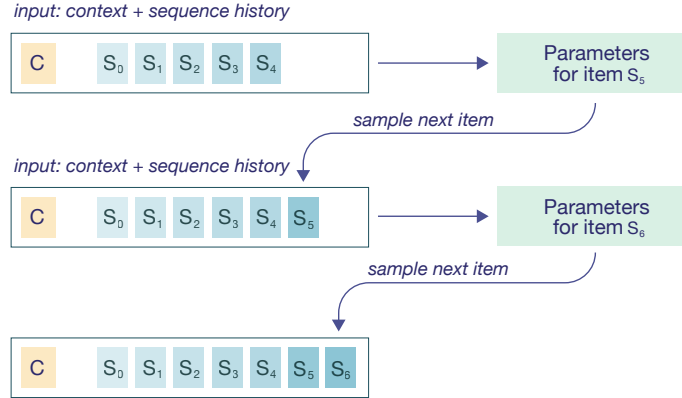 input: context + sequence history
C S₀ S₁ S₂ S₃ S₄
Parameters
for item S₅
sample next item
input: context + sequence history
C S₀ S₁ S₂ S₃ S₄ S₅
Parameters
for item S₆
sample next item
C S₀ S₁ S₂ S₃ S₄ S₅ S₆